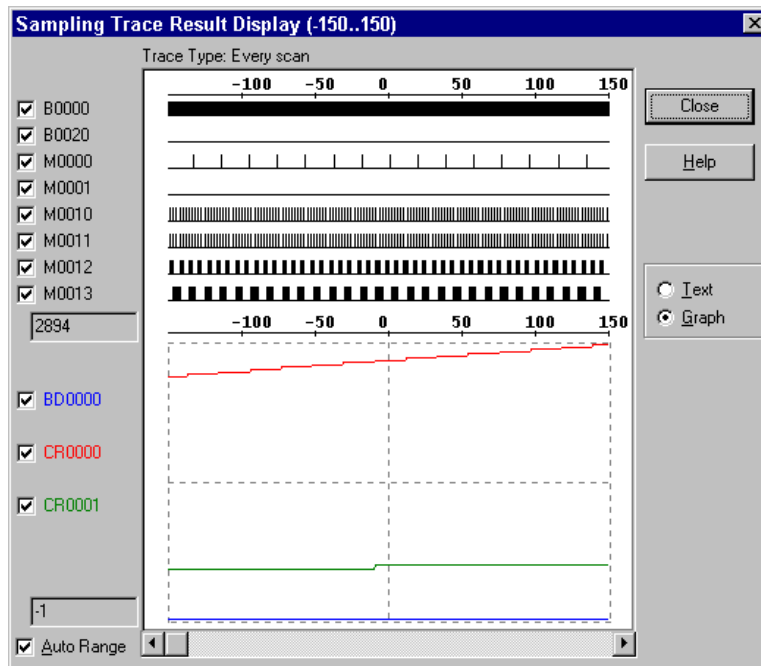 Sampling Trace Result Display (-150..150)
Trace Type: Every scan
-100 -50 0 50 100 150
B0000
B0020
M0000
M0001
M0010
M0011
M0012
M0013
Close
Help
Text
Graph
2894
-100 -50 0 50 100 150
BD0000
CR0000
CR0001
-1
Auto Range